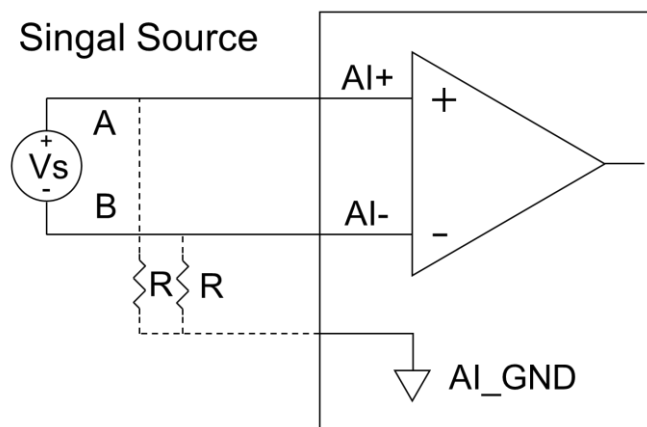 Singal Source
AI+
+
A
+
Vs
-
B
AI-
-
R R
AI_GND